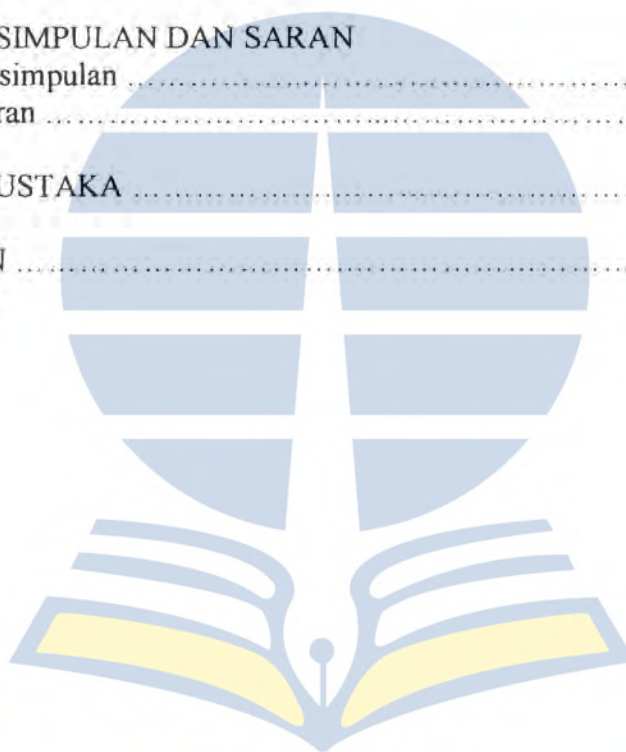 SIMPULAN DAN SARAN
simpulan ................................................
ran ................................................
USTAKA ................................................
N ................................................